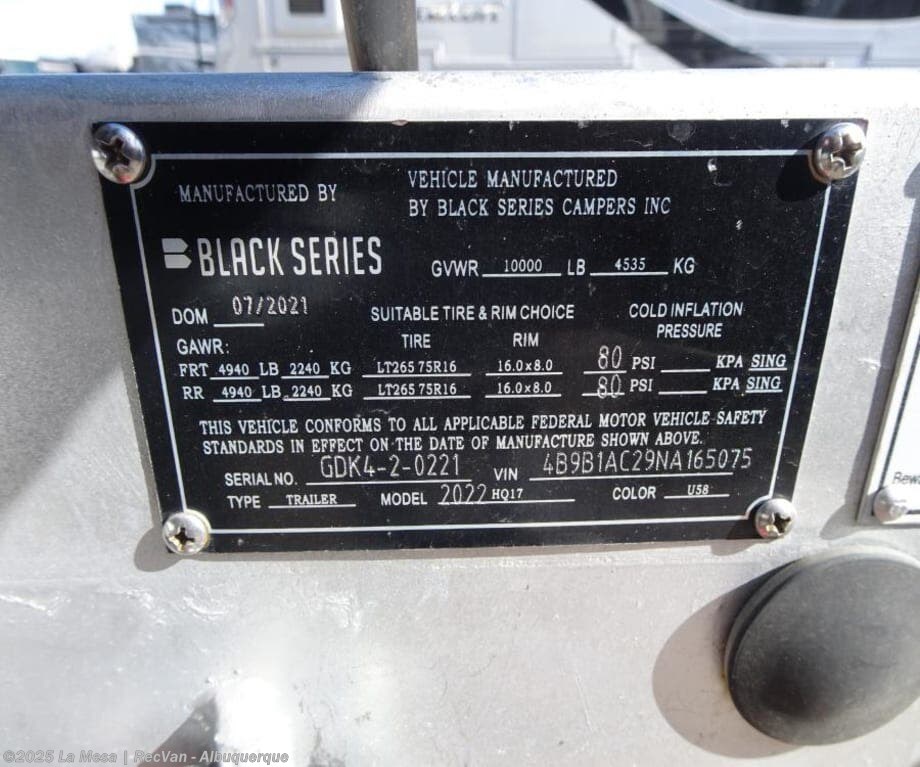 MANUFACTURED BY
VEHICLE MANUFACTURED
BY BLACK SERIES CAMPERS INC
BLACK SERIES
GVWR 10000 LB 4535 KG
DOM 07/2021
SUITABLE TIRE & RIM CHOICE
COLD INFLATION
PRESSURE
GAWR:
TIRE RIM
FRT 4940 LB 2240 KG LT265 75R16 16.0x8.0 80 PSI KPA SING
RR 4940 LB 2240 KG LT265 75R16 16.0x8.0 80 PSI KPA SING
THIS VEHICLE CONFORMS TO ALL APPLICABLE FEDERAL MOTOR VEHICLE SAFETY
STANDARDS IN EFFECT ON THE DATE OF MANUFACTURE SHOWN ABOVE.
SERIAL NO. GDK4-2-0221 VIN 4B9B1AC29NA165075
TYPE TRAILER MODEL 2022 HQ17 COLOR U58
©2025 La Mesa | RecVan - Albuquerque